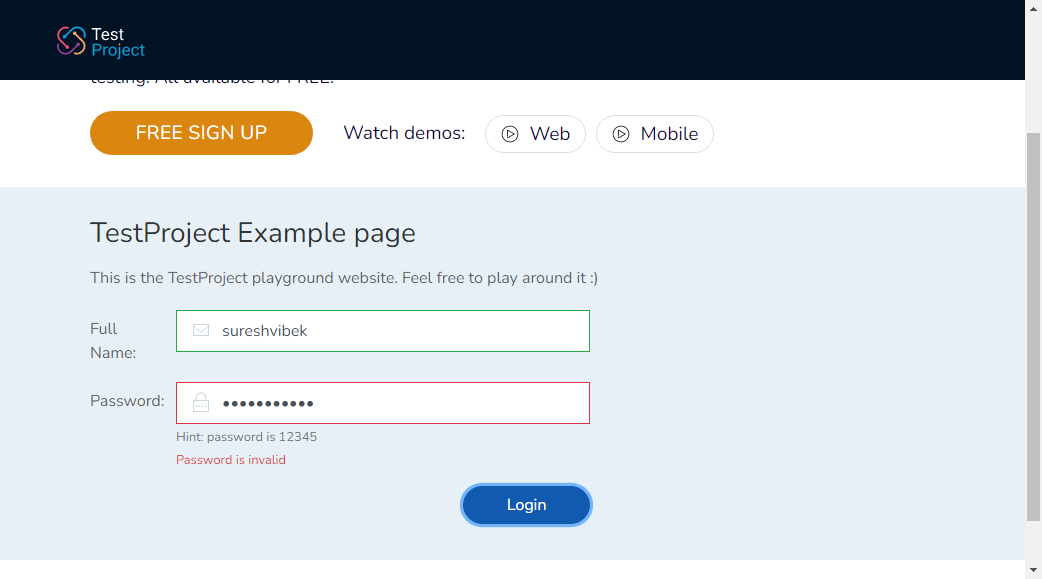 Test
Project
testing. All available for FREE.
FREE SIGN UP
Watch demos:
Web
Mobile
TestProject Example page
This is the TestProject playground website. Feel free to play around it :)
Full
Name:
sureshvibek
Password:
•••••••••••
Hint: password is 12345
Password is invalid
Login